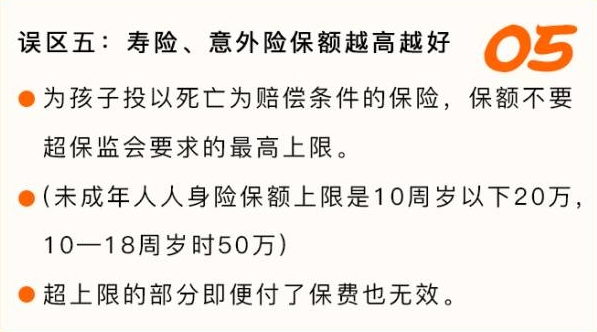 误区五：寿险、意外险保额越高越好
05
为孩子投以死亡为赔偿条件的保险，保额不要
超保监会要求的最高上限。
(未成年人人身险保额上限是10周岁以下20万，
10—18周岁时50万)
超上限的部分即便付了保费也无效。